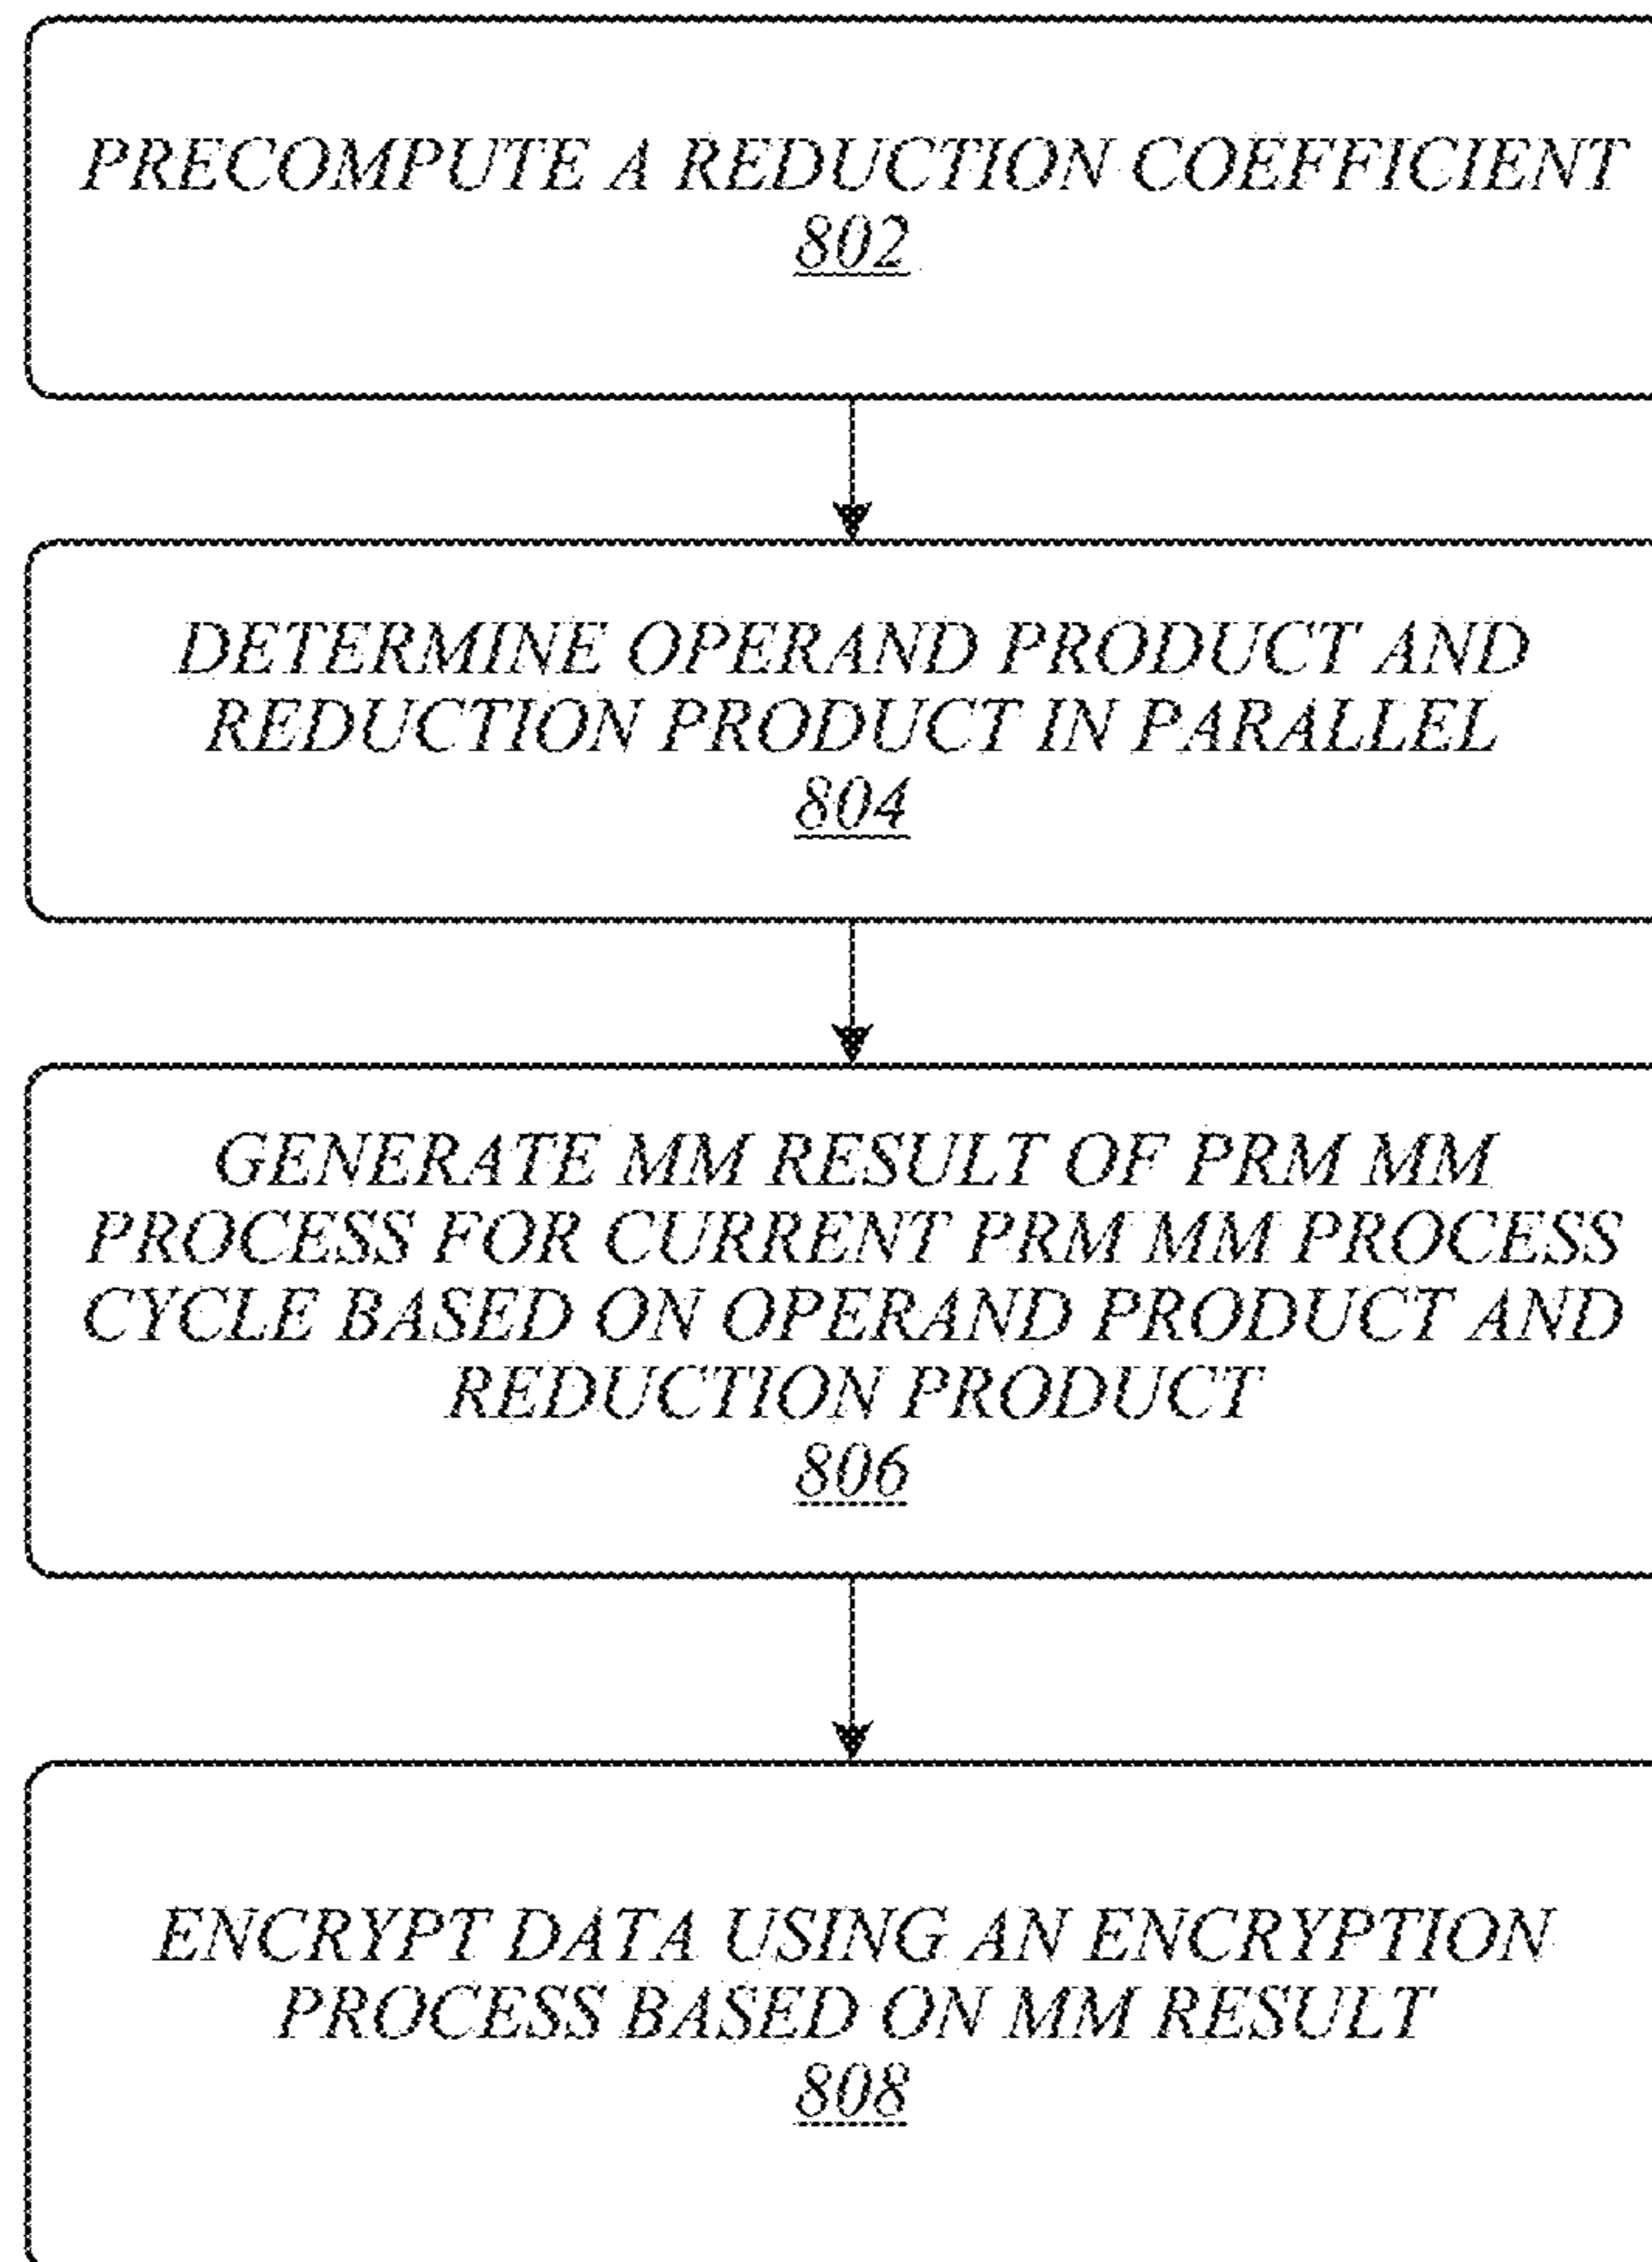 PRECOMPUTE A REDUCTION COEFFICIENT
802
DETERMINE OPERAND PRODUCT AND
REDUCTION PRODUCT IN PARALLEL
804
GENERATE MM RESULT OF PRM MM
PROCESS FOR CURRENT PRM MM PROCESS
CYCLE BASED ON OPERAND PRODUCT AND
REDUCTION PRODUCT
806
ENCRYPT DATA USING AN ENCRYPTION
PROCESS BASED ON MM RESULT
808